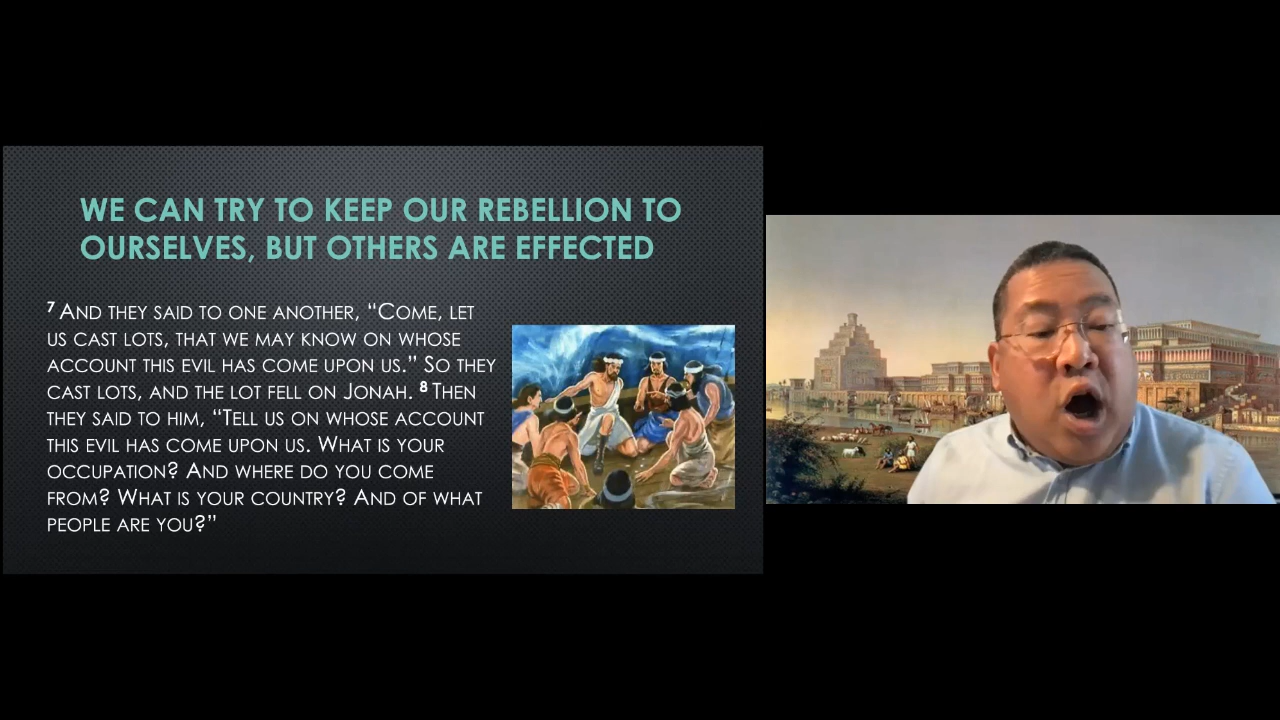 WE CAN TRY TO KEEP OUR REBELLION TO
OURSELVES, BUT OTHERS ARE EFFECTED
7 AND THEY SAID TO ONE ANOTHER, “COME, LET
US CAST LOTS, THAT WE MAY KNOW ON WHOSE
ACCOUNT THIS EVIL HAS COME UPON US.” SO THEY
CAST LOTS, AND THE LOT FELL ON JONAH. 8 THEN
THEY SAID TO HIM, “TELL US ON WHOSE ACCOUNT
THIS EVIL HAS COME UPON US. WHAT IS YOUR
OCCUPATION? AND WHERE DO YOU COME
FROM? WHAT IS YOUR COUNTRY? AND OF WHAT
PEOPLE ARE YOU?”